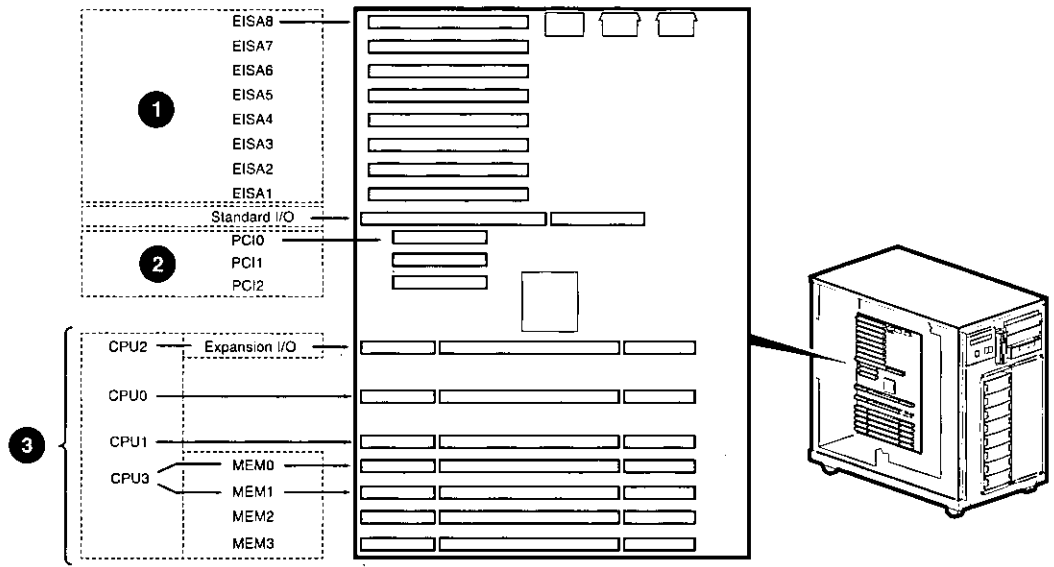 EISA8
EISA7
EISA6
EISA5
1
EISA4
EISA3
EISA2
EISA1
Standard I/O
PCI0
2
PCI1
PCI2
CPU2 Expansion I/O
CPU0
3
CPU1
MEM0
CPU3
MEM1
MEM2
MEM3